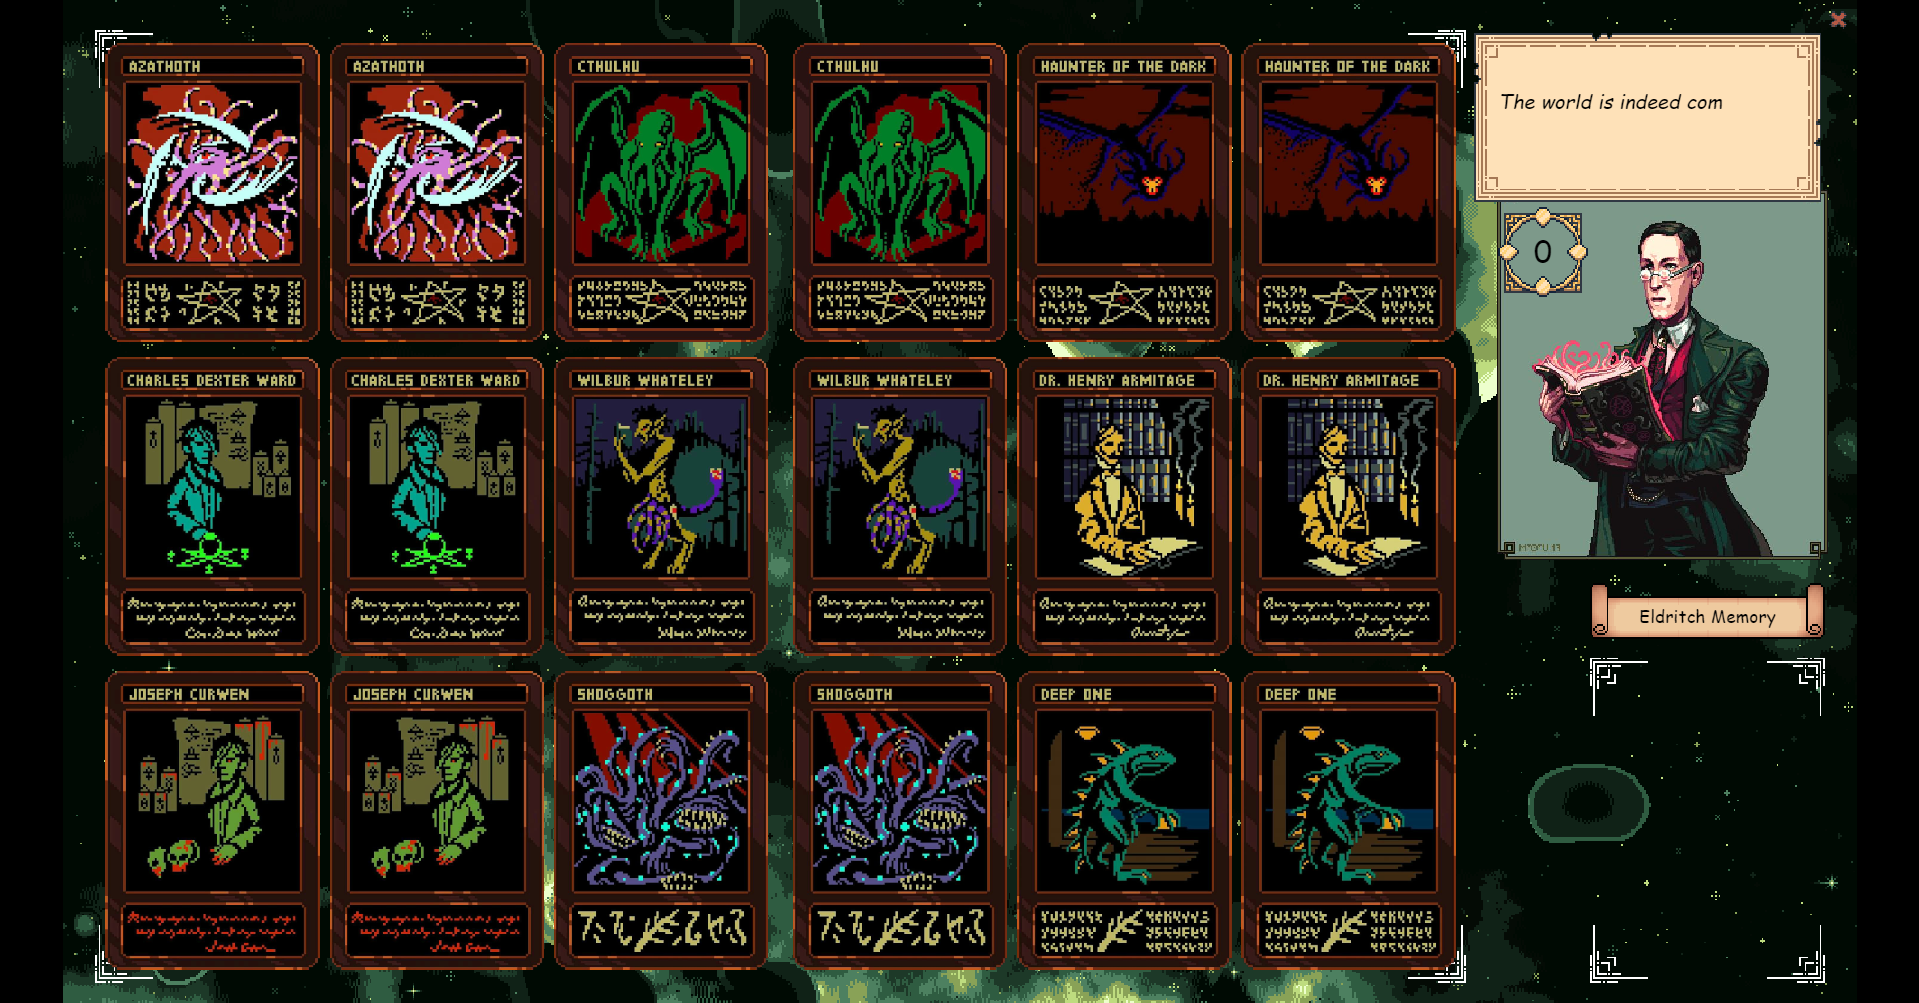 AZATHOTH
AZATHOTH
CTHULHU
CTHULHU
HAUNTER OF THE DARK
HAUNTER OF THE DARK
The world is indeed com
0
CHARLES DEXTER WARD
CHARLES DEXTER WARD
WILBUR WHATELEY
WILBUR WHATELEY
DR. HENRY ARMITAGE
DR. HENRY ARMITAGE
Eldritch Memory
JOSEPH CURWEN
JOSEPH CURWEN
SHOGGOTH
SHOGGOTH
DEEP ONE
DEEP ONE